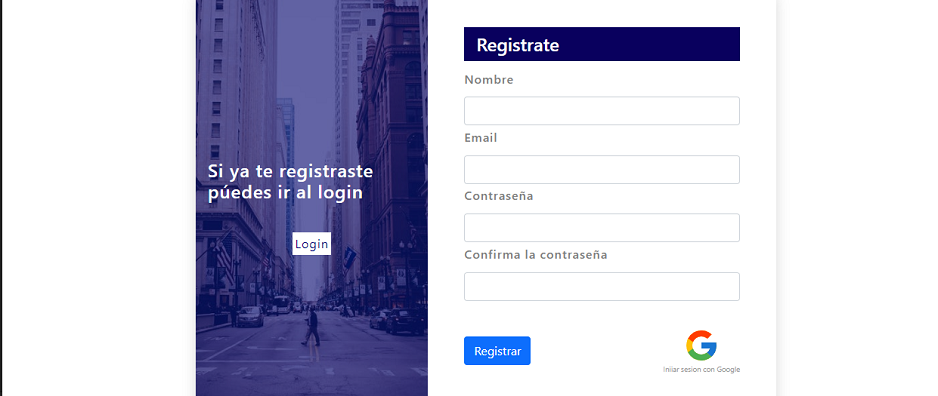 Si ya te registraste
púedes ir al login
Login
Registrate
Nombre
Email
Contraseña
Confirma la contraseña
Registrar
Iniiar sesion con Google